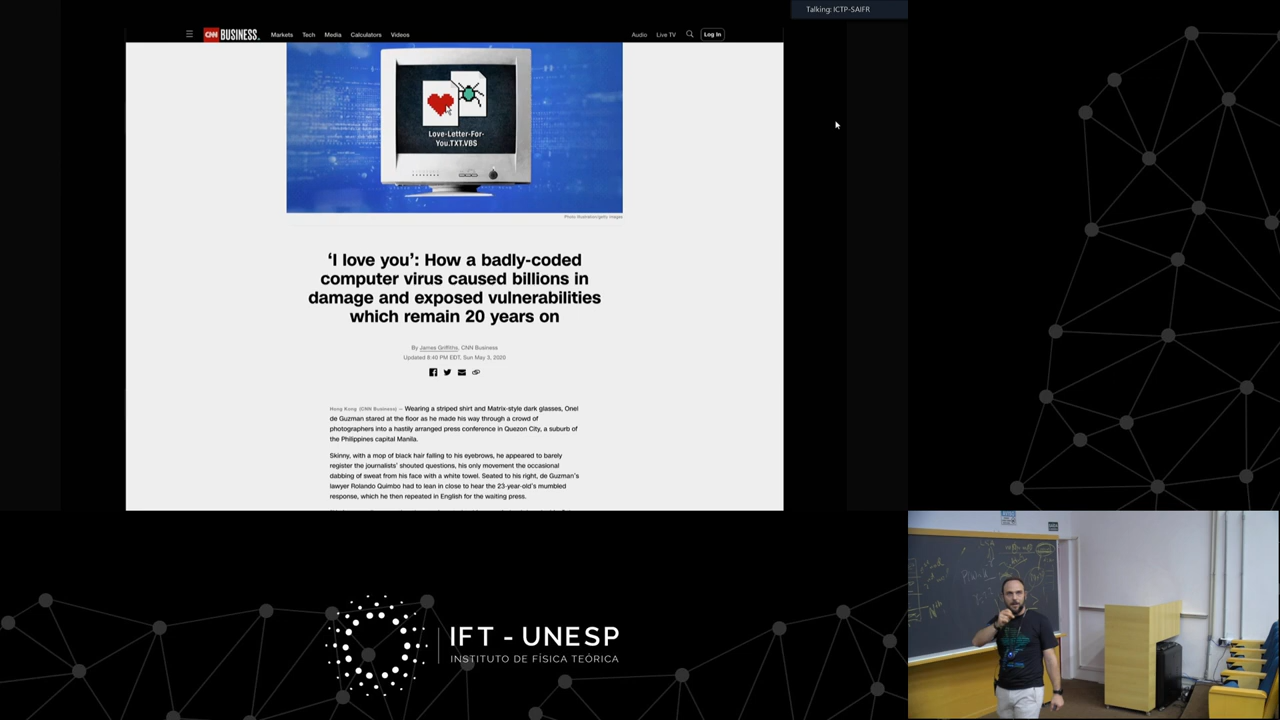 Talking: ICTP-SAIFR
CNN BUSINESS Markets Tech Media Calculators Videos Audio Live TV Log In
Love-Letter-For-
You.TXT.VBS
Photo Illustration/getty images
‘I love you’: How a badly-coded
computer virus caused billions in
damage and exposed vulnerabilities
which remain 20 years on
By James Griffiths, CNN Business
Updated 8:40 PM EDT, Sun May 3, 2020
Hong Kong (CNN Business) — Wearing a striped shirt and Matrix-style dark glasses, Onel
de Guzman stared at the floor as he made his way through a crowd of
photographers into a hastily arranged press conference in Quezon City, a suburb of
the Philippines capital Manila.
Skinny, with a mop of black hair falling to his eyebrows, he appeared to barely
register the journalists’ shouted questions, his only movement the occasional
dabbing of sweat from his face with a white towel. Seated to his right, de Guzman’s
lawyer Rolando Quimbo had to lean in close to hear the 23-year-old’s mumbled
response, which he then repeated in English for the waiting press.
IFT - UNESP
INSTITUTO DE FÍSICA TEÓRICA